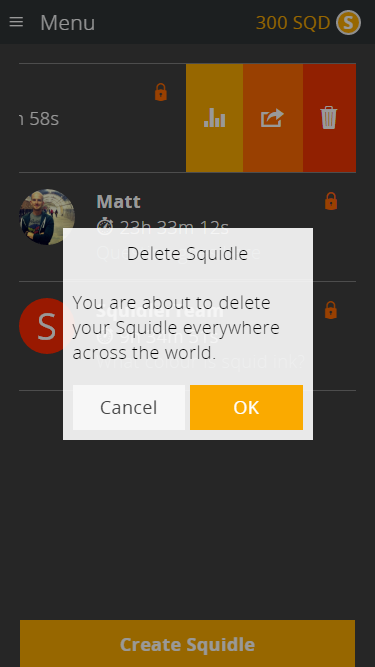 Menu
300 SQD S
58s
Matt
23h 33m 12s
Delete Squidle
You are about to delete
your Squidle everywhere
across the world.
S
Cancel
OK
Create Squidle